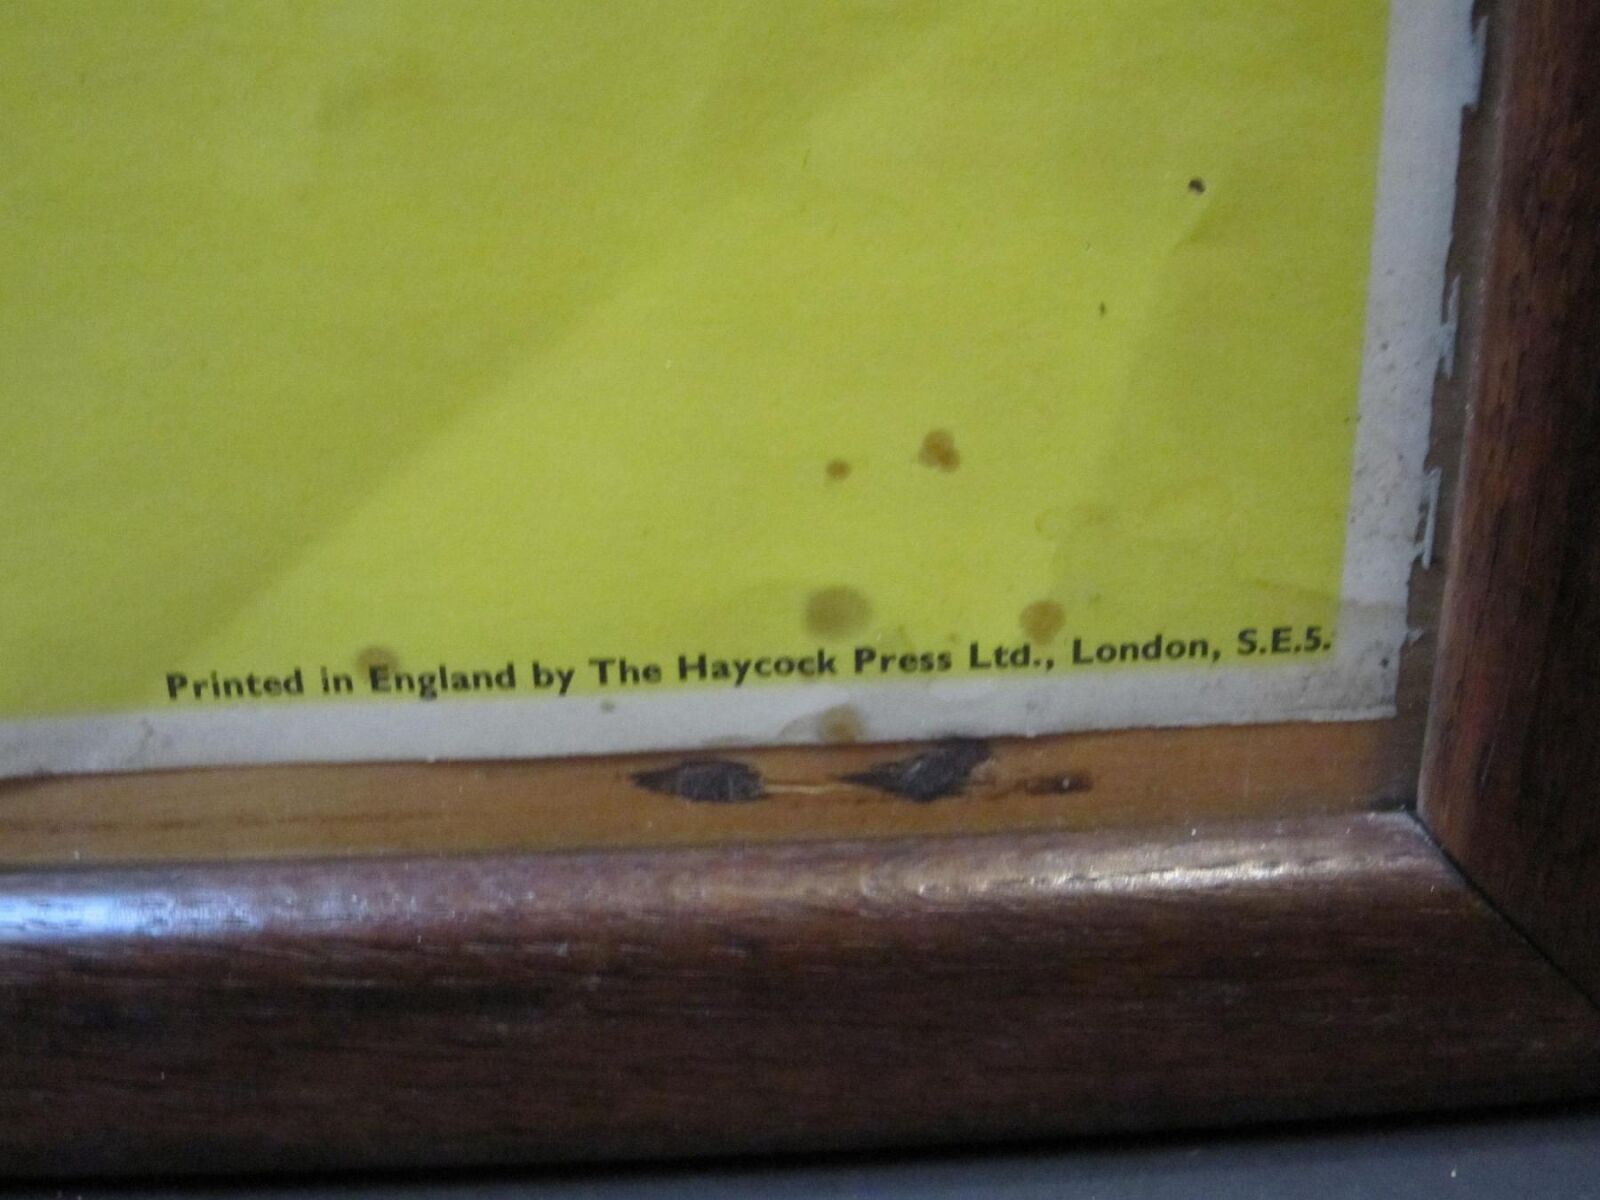 Printed in England by The Haycock Press Ltd., London, S.E.5.